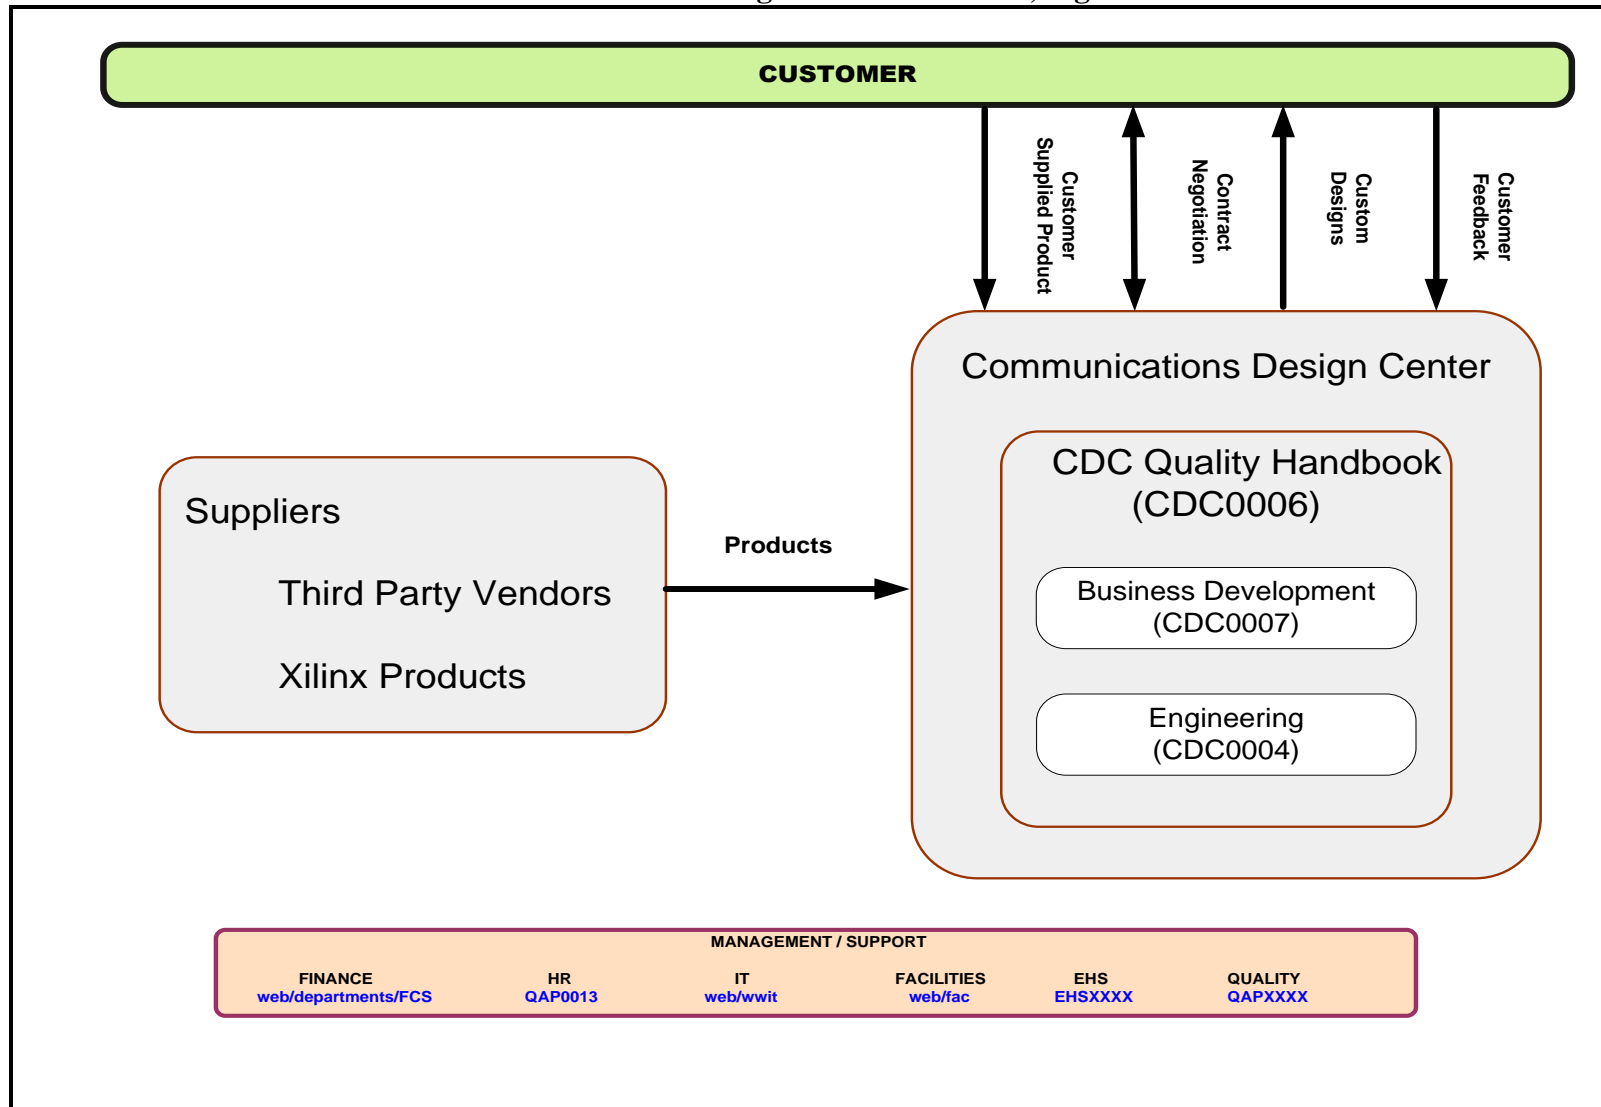 CUSTOMER
Customer
Supplied Product
Contract
Negotiation
Custom
Designs
Customer
Feedback
Communications Design Center
CDC Quality Handbook
(CDC0006)
Suppliers
Third Party Vendors
Xilinx Products
Products
Business Development
(CDC0007)
Engineering
(CDC0004)
MANAGEMENT / SUPPORT
FINANCE HR IT FACILITIES EHS QUALITY
web/departments/FCS QAP0013 web/wwit web/fac EHSXXXX QAPXXXX